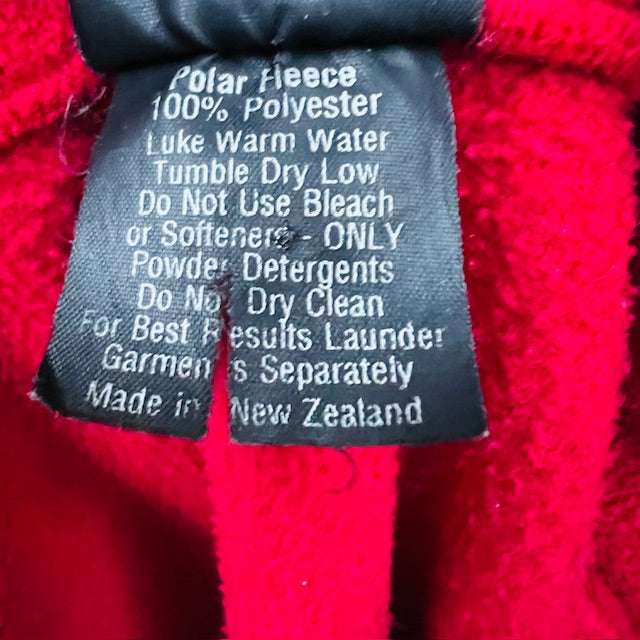 Polar Fleece
100% Polyester
Luke Warm Water
Tumble Dry Low
Do Not Use Bleach
or Softeners - ONLY
Powder Detergents
Do Not Dry Clean
For Best Results Launder
Garments Separately
Made in New Zealand